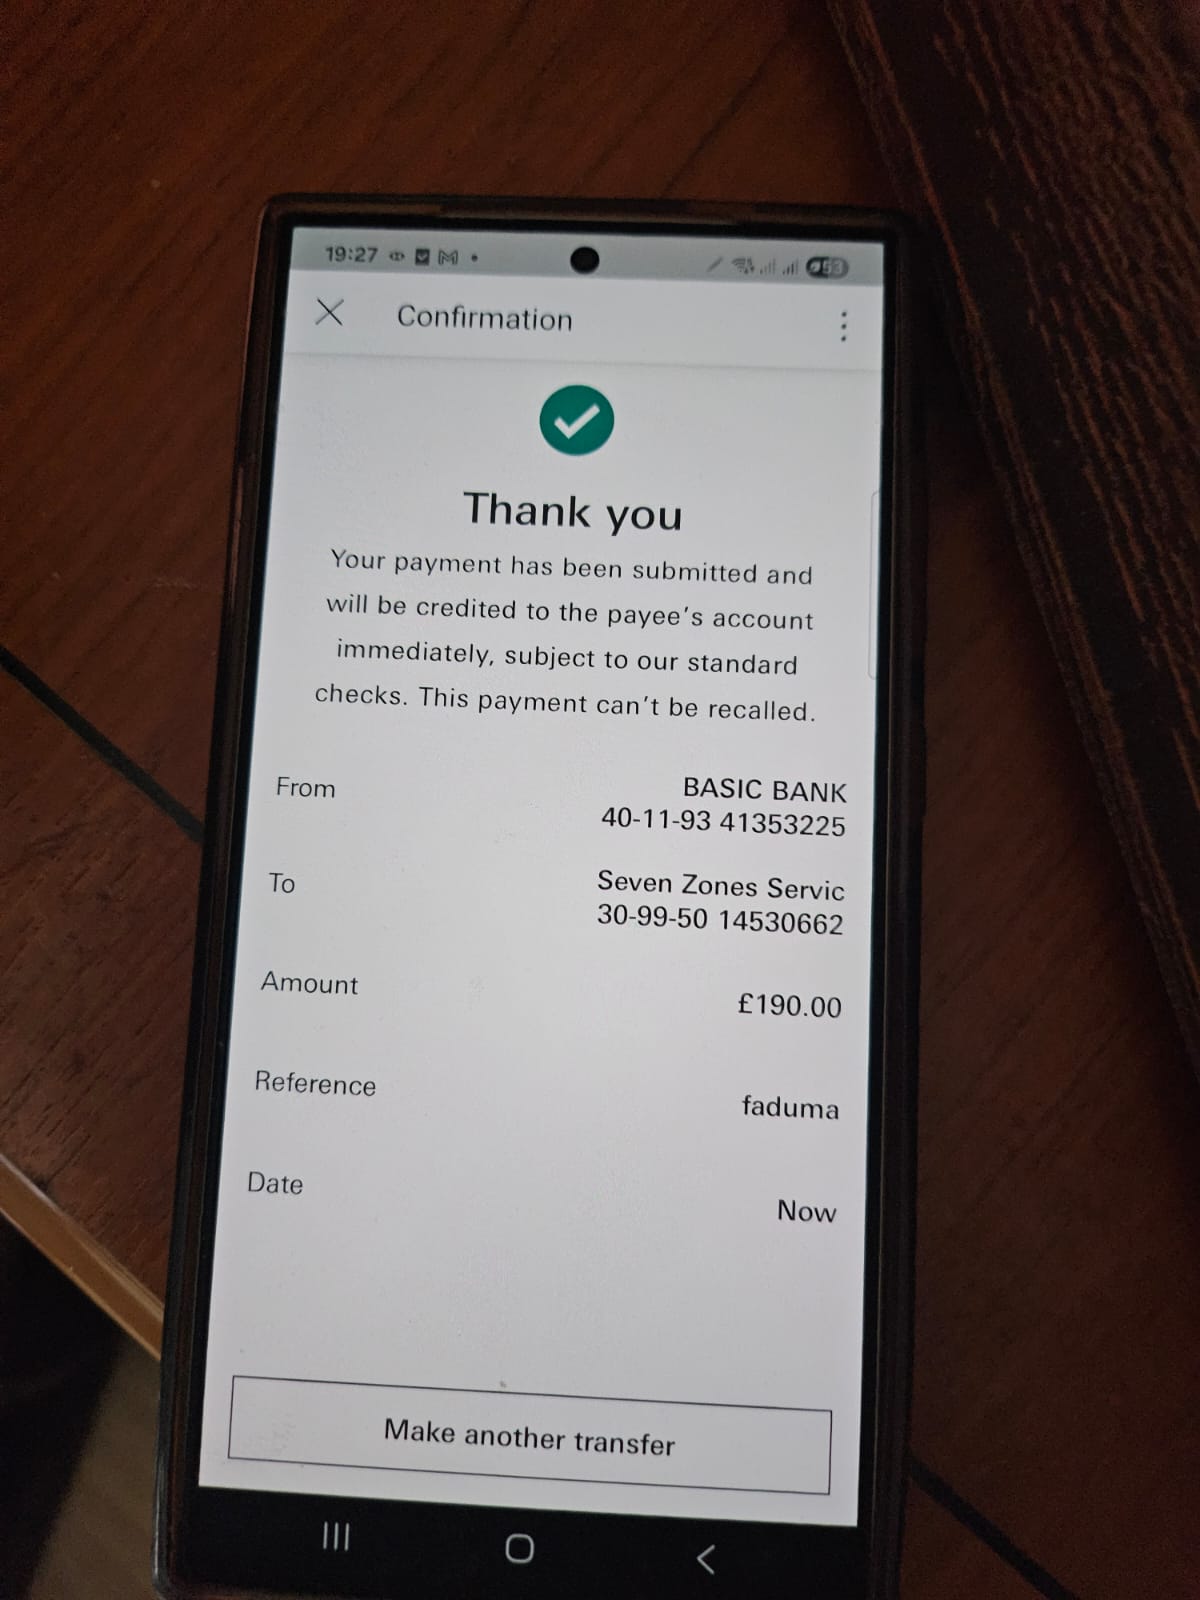 19:27
Confirmation
Thank you
Your payment has been submitted and
will be credited to the payee's account
immediately, subject to our standard
checks. This payment can't be recalled.
From
BASIC BANK
40-11-93 41353225
To
Seven Zones Servic
30-99-50 14530662
Amount
£190.00
Reference
faduma
Date
Now
Make another transfer